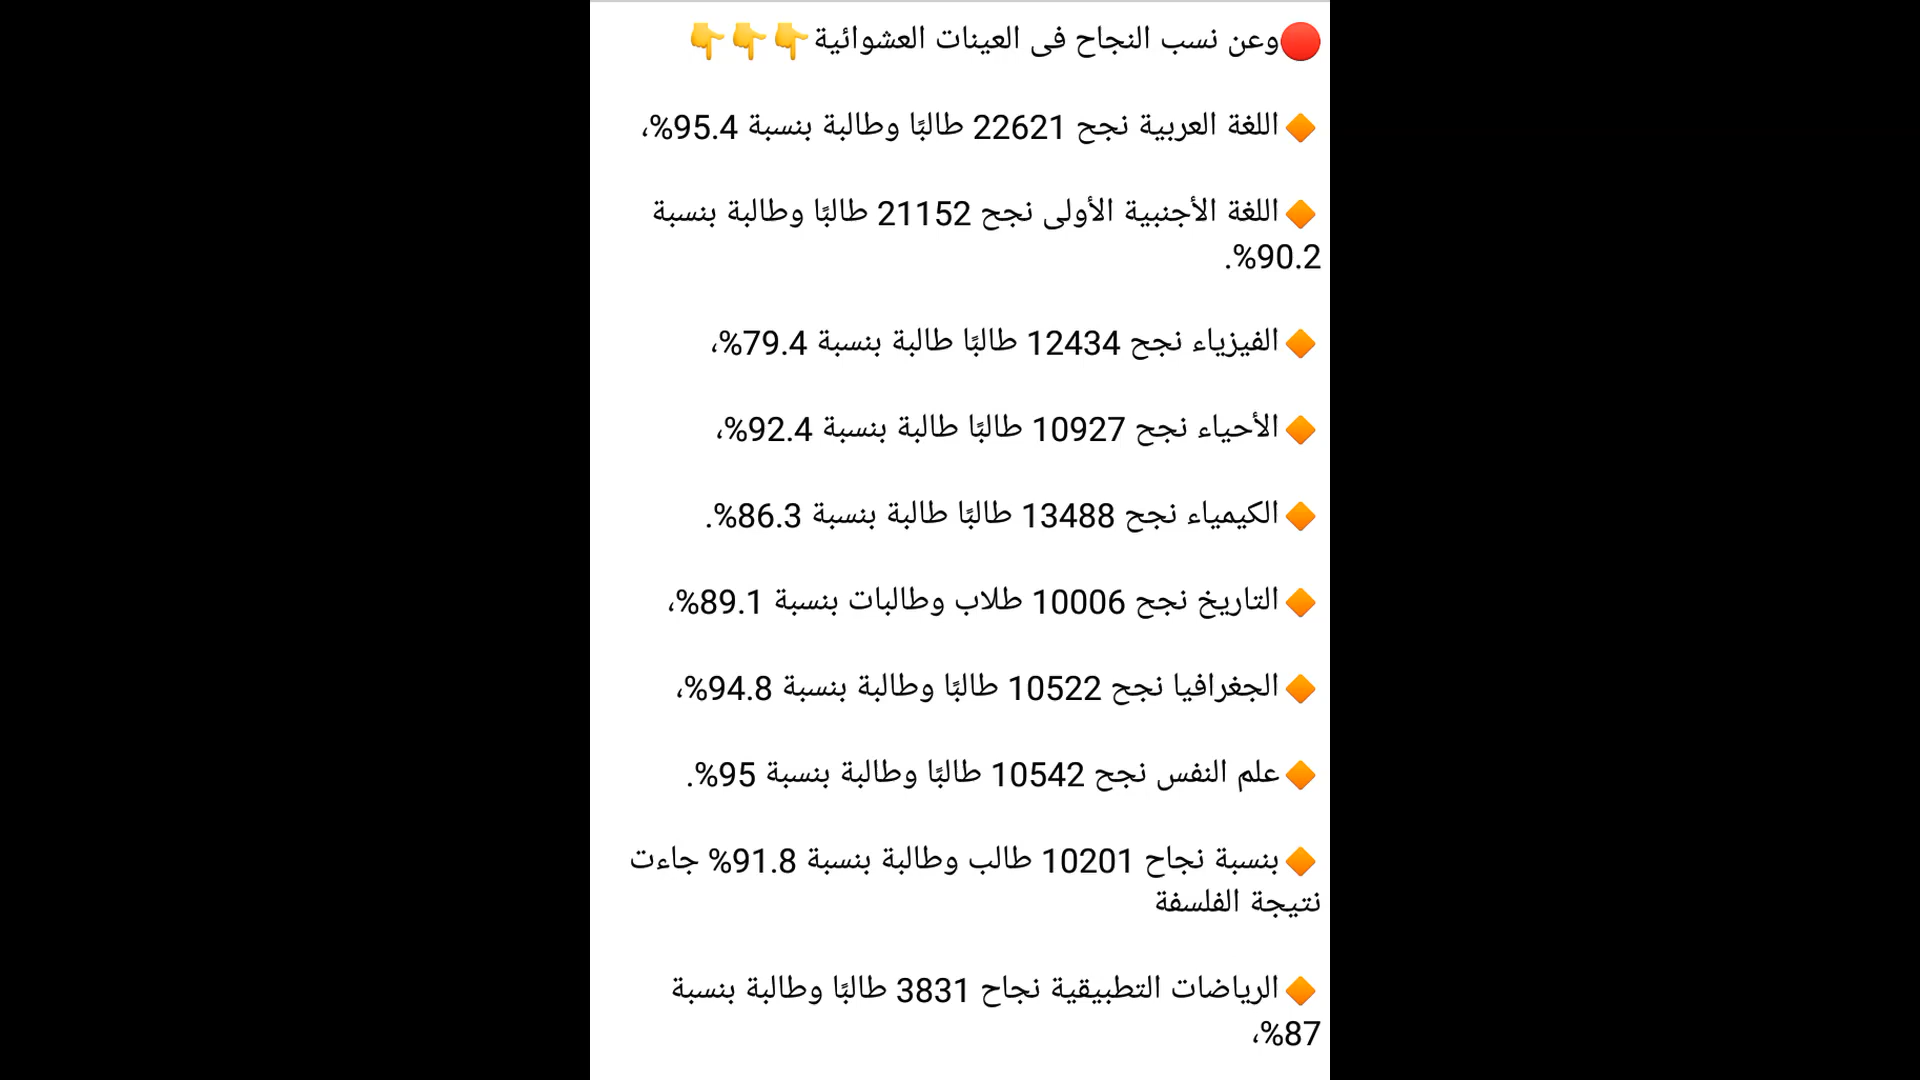 🔴وعن نسب النجاح فى العينات العشوائية👇👇👇
🔶اللغة العربية نجح 22621 طالبًا وطالبة بنسبة 95.4%،
🔶اللغة الأجنبية الأولى نجح 21152 طالبًا وطالبة بنسبة
90.2%.
🔶الفيزياء نجح 12434 طالبًا طالبة بنسبة 79.4%،
🔶الأحياء نجح 10927 طالبًا طالبة بنسبة 92.4%،
🔶الكيمياء نجح 13488 طالبًا طالبة بنسبة 86.3%.
🔶التاريخ نجح 10006 طلاب وطالبات بنسبة 89.1%،
🔶الجغرافيا نجح 10522 طالبًا وطالبة بنسبة 94.8%،
🔶علم النفس نجح 10542 طالبًا وطالبة بنسبة 95%.
🔶بنسبة نجاح 10201 طالب وطالبة بنسبة 91.8% جاءت
نتيجة الفلسفة
🔶الرياضات التطبيقية نجاح 3831 طالبًا وطالبة بنسبة
87%،